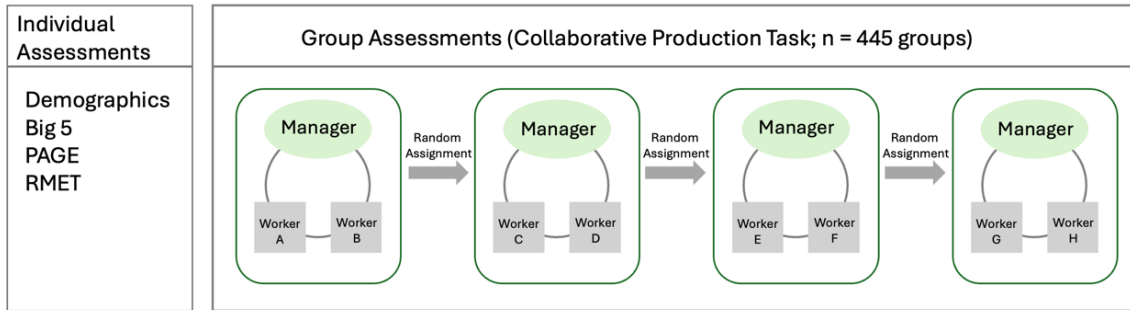 Individual
Assessments
Group Assessments (Collaborative Production Task; n = 445 groups)
Demographics
Big 5
PAGE
RMET
Manager
Worker
A
Worker
B
Random
Assignment
Manager
Worker
C
Worker
D
Random
Assignment
Manager
Worker
E
Worker
F
Random
Assignment
Manager
Worker
G
Worker
H